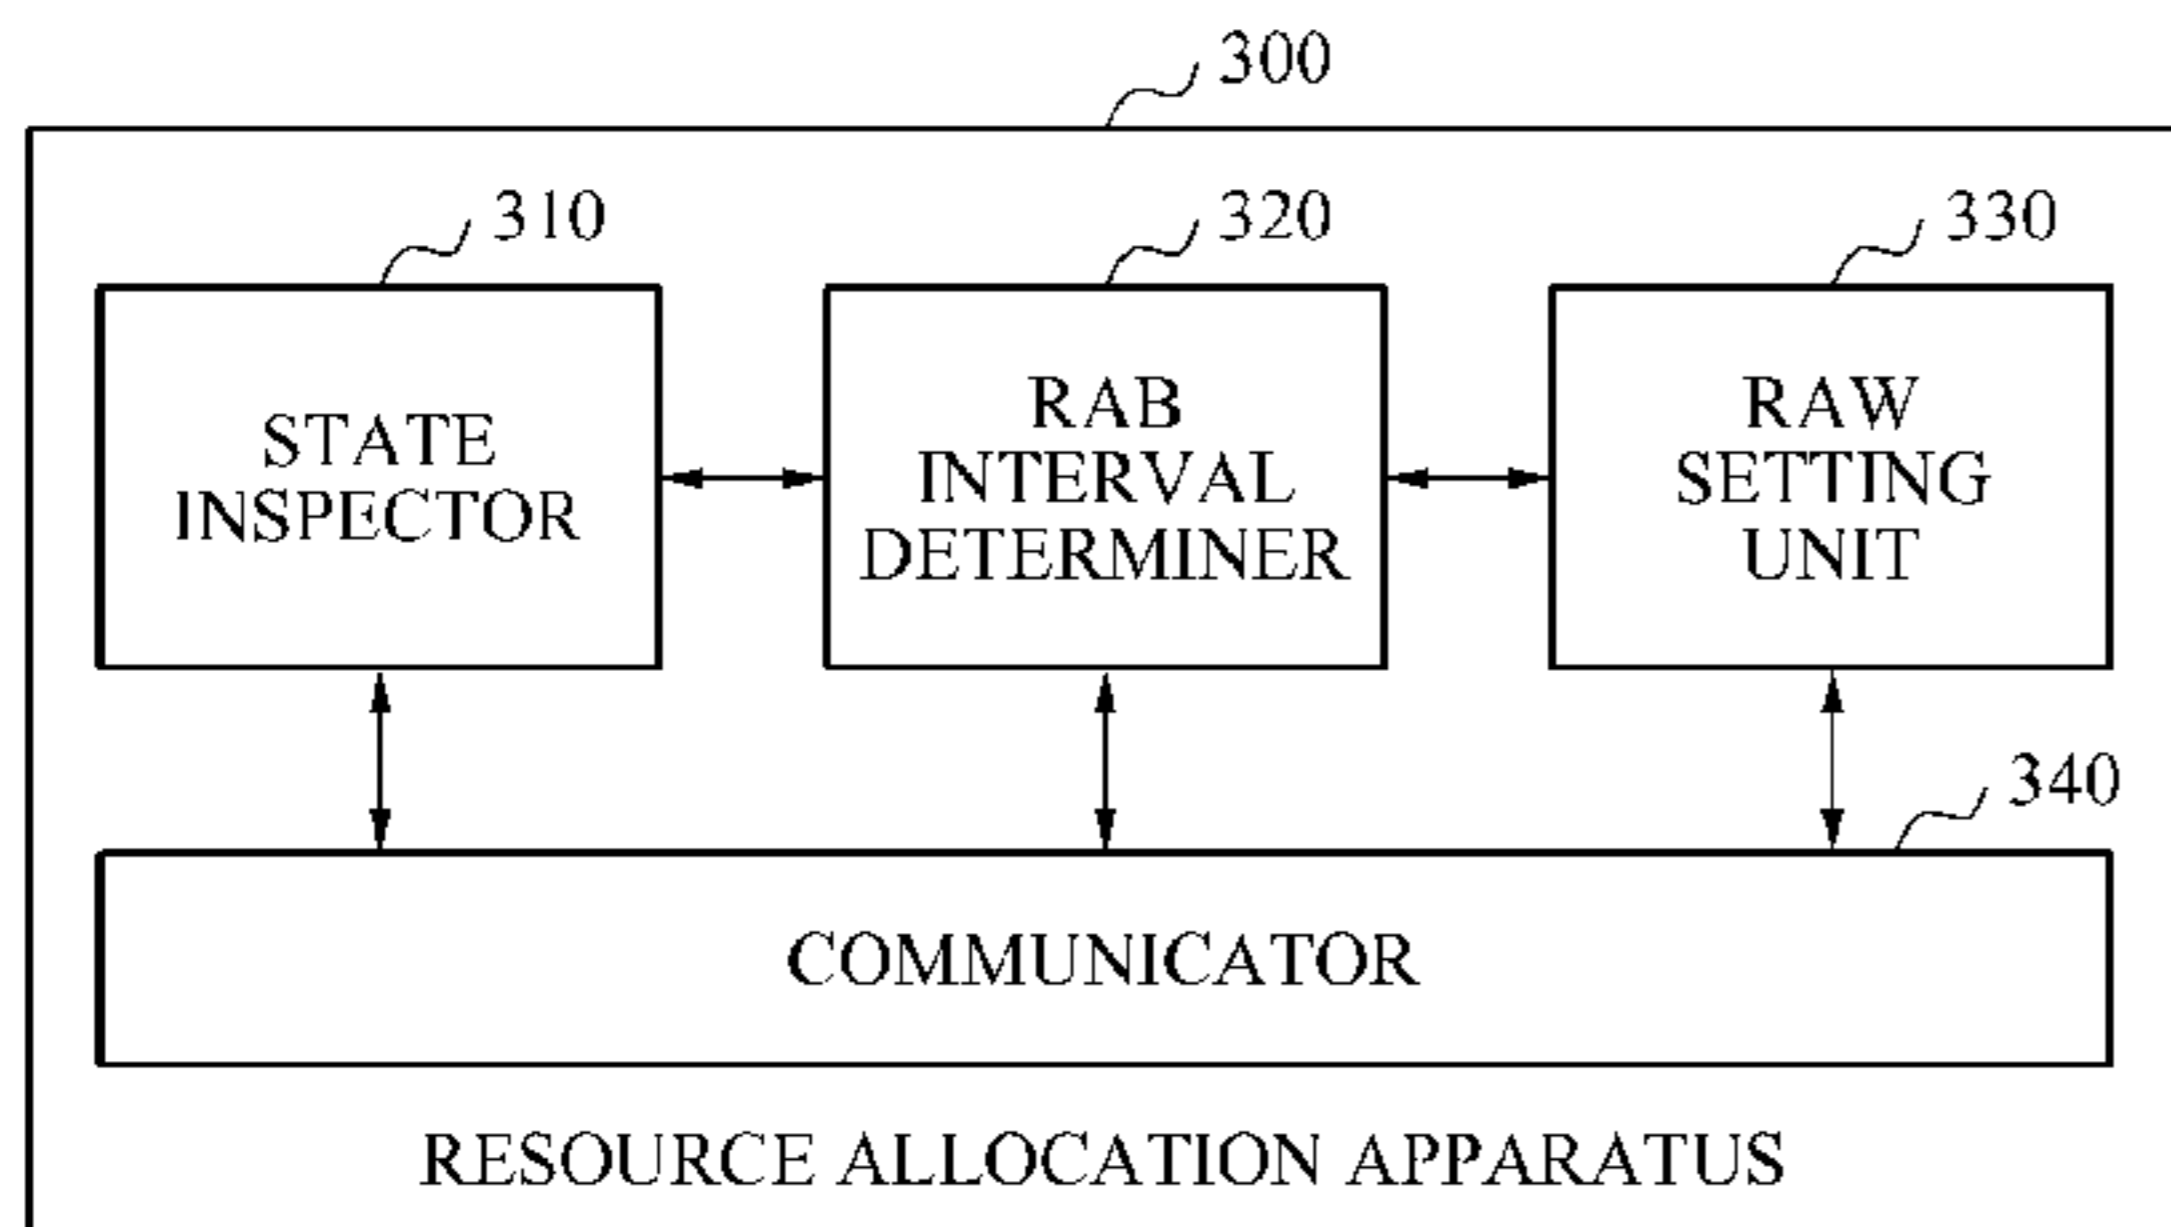 300
310
320
330
STATE
INSPECTOR
RAB
INTERVAL
DETERMINER
RAW
SETTING
UNIT
340
COMMUNICATOR
RESOURCE ALLOCATION APPARATUS